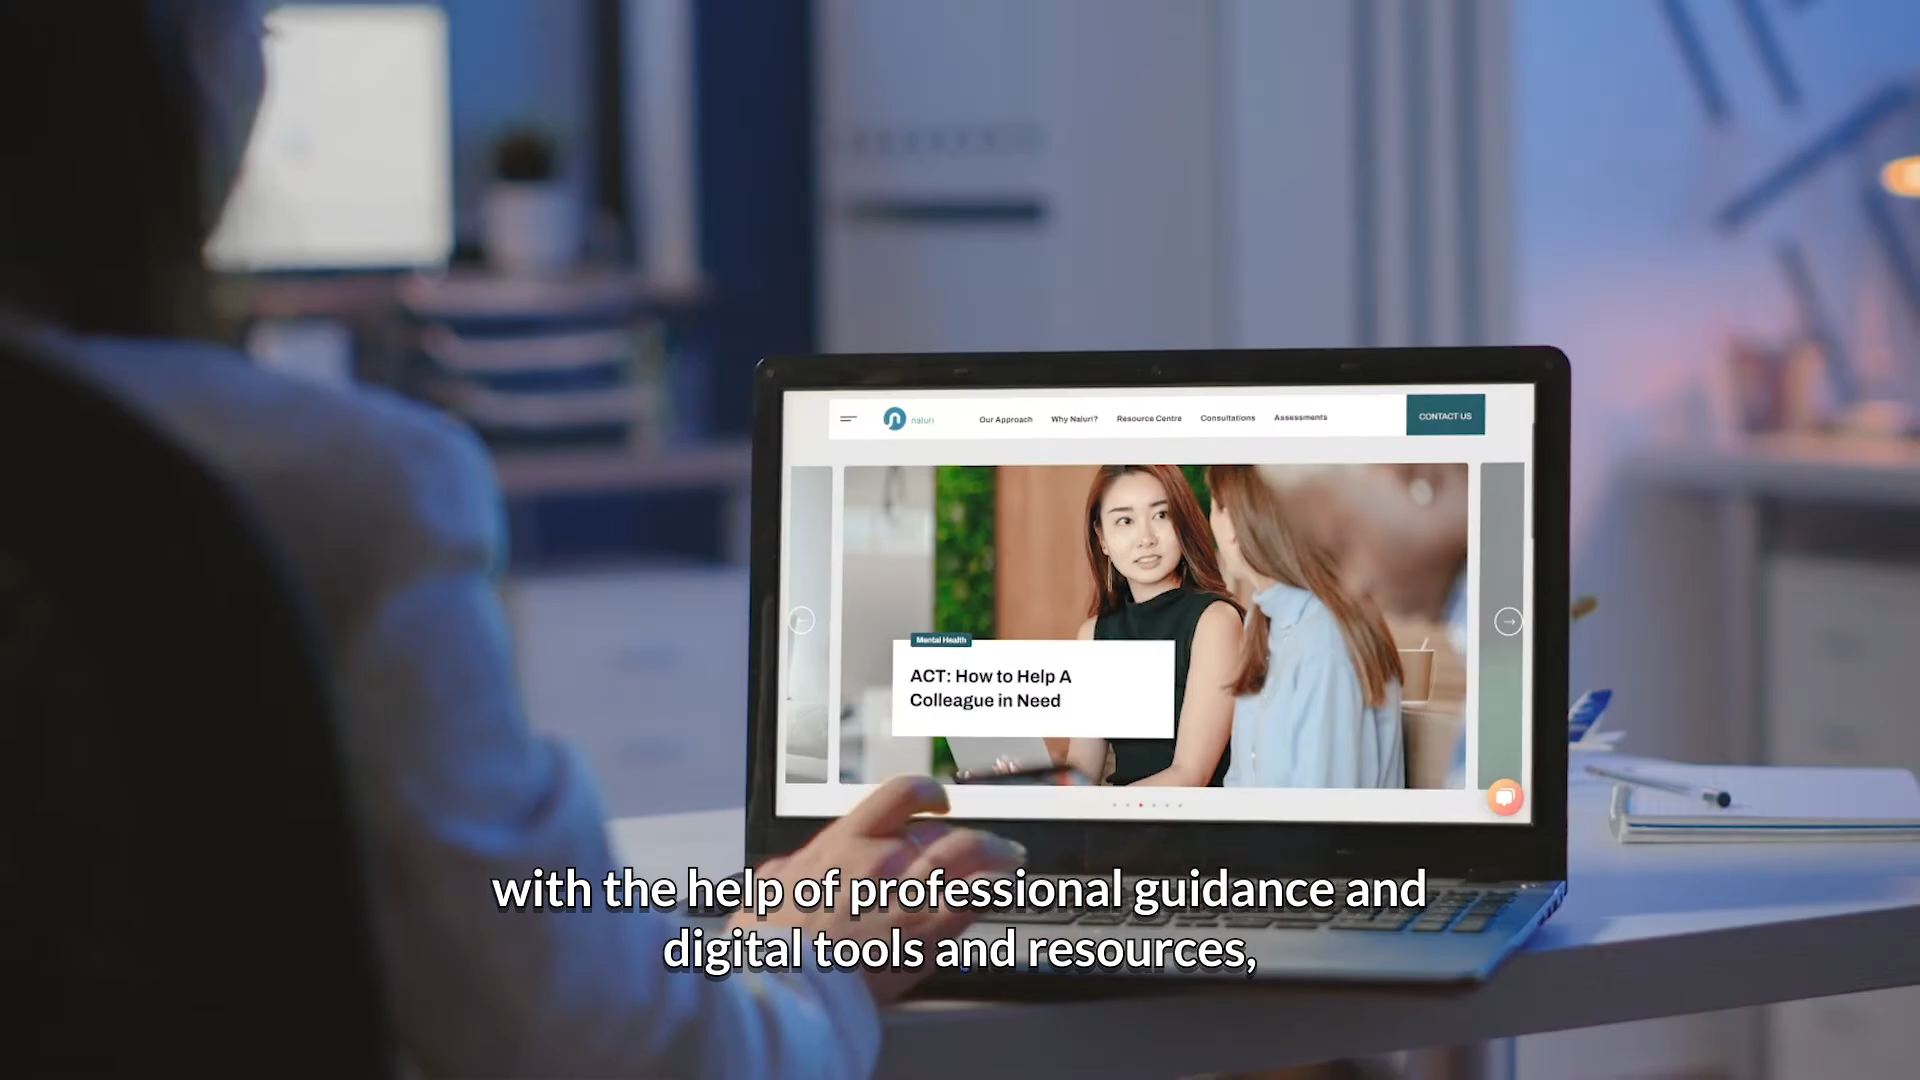 naluri
Our Approach
Why Naluri?
Resource Centre
Consultations
Assessments
CONTACT US
Mental Health
ACT: How to Help A
Colleague in Need
with the help of professional guidance and
digital tools and resources,